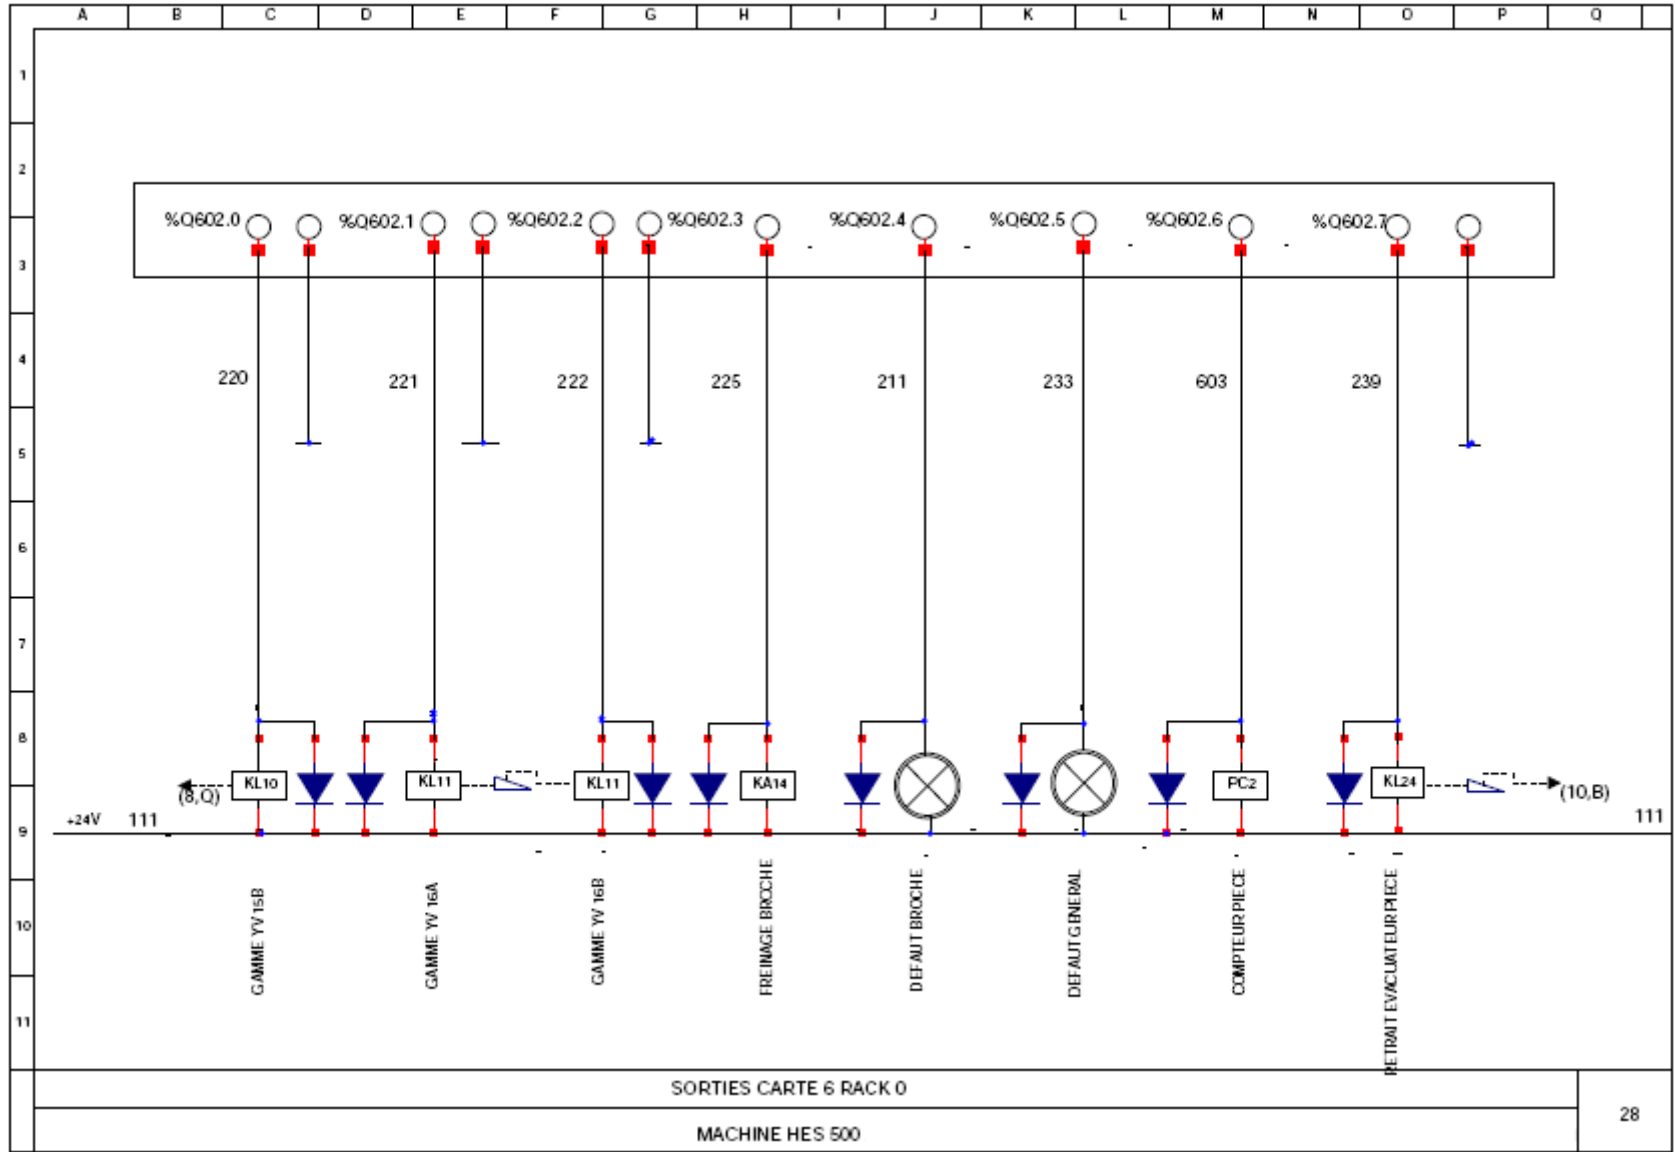 A B C D E F G H I J K L M N O P Q
1
2
%Q602.0 %Q602.1 %Q602.2 %Q602.3 %Q602.4 %Q602.5 %Q602.6 %Q602.7
3
4
220 221 222 225 211 233 603 239
5
6
7
8
(8,Q) KL10 KL11 KL11 KA14 PC2 KL24 (10,B)
+24V 111 111
9
GAMME YV15B
GAMME YV 16A
GAMME YV 16B
FREINAGE BROCHE
DEFAUT BROCHE
DEFAUT GENERAL
COMPTEUR PIECE
RETRAIT EVACUATEUR PIECE
10
11
SORTIES CARTE 6 RACK 0
28
MACHINE HES 500